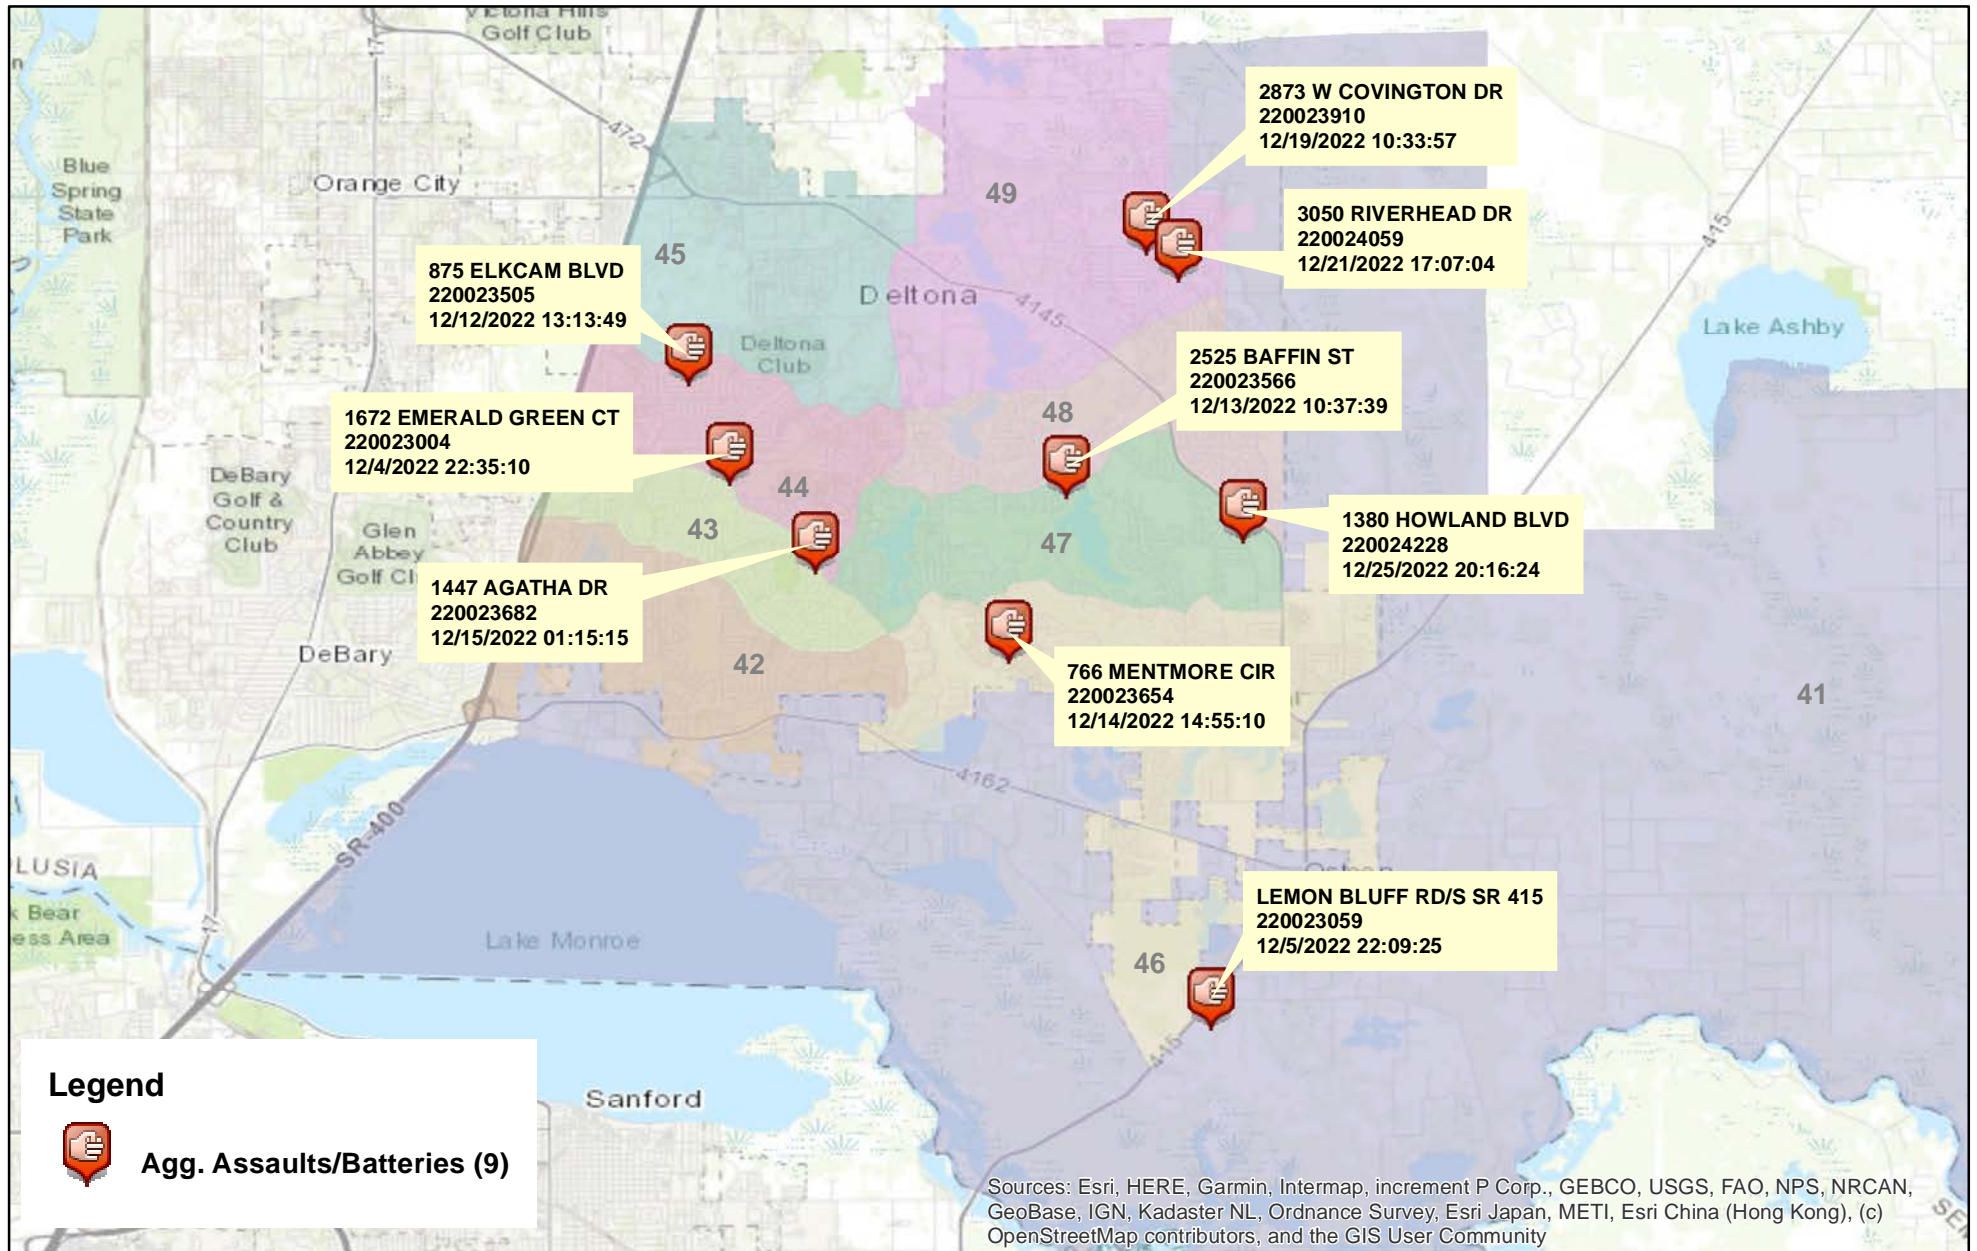 Victoria Hills
Golf Club
17
472
Blue
Spring
State
Park
Orange City
49
2873 W COVINGTON DR
220023910
12/19/2022 10:33:57
3050 RIVERHEAD DR
220024059
12/21/2022 17:07:04
415
45
875 ELKCAM BLVD
220023505
12/12/2022 13:13:49
Deltona
4145
Lake Ashby
Deltona
Club
2525 BAFFIN ST
220023566
12/13/2022 10:37:39
1672 EMERALD GREEN CT
220023004
12/4/2022 22:35:10
48
DeBary
Golf &
Country
Club
44
43
Glen
Abbey
Golf Cl
47
1380 HOWLAND BLVD
220024228
12/25/2022 20:16:24
1447 AGATHA DR
220023682
12/15/2022 01:15:15
DeBary
42
766 MENTMORE CIR
220023654
12/14/2022 14:55:10
41
4162
SR-400
LUSIA
17
k Bear
ess Area
Lake Monroe
LEMON BLUFF RD/S SR 415
220023059
12/5/2022 22:09:25
46
415
Sanford
Legend
Agg. Assaults/Batteries (9)
Sources: Esri, HERE, Garmin, Intermap, increment P Corp., GEBCO, USGS, FAO, NPS, NRCAN,
GeoBase, IGN, Kadaster NL, Ordnance Survey, Esri Japan, METI, Esri China (Hong Kong), (c)
OpenStreetMap contributors, and the GIS User Community